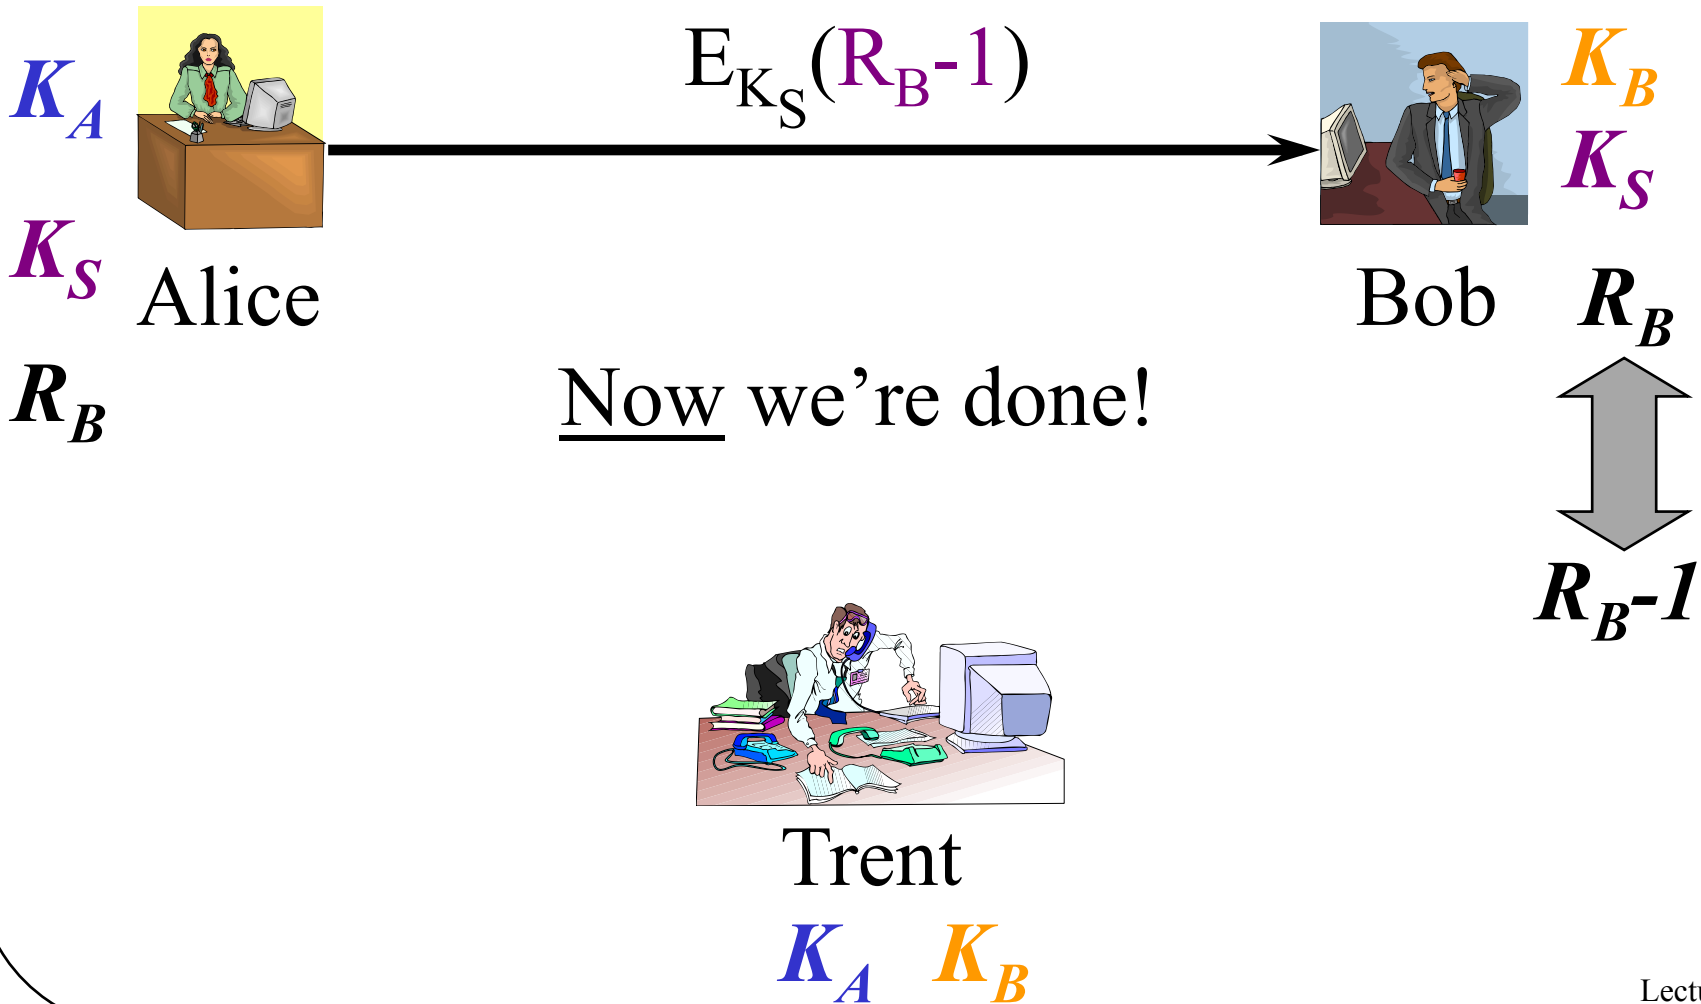 K_A
E_{K_S}(R_B-1)
K_B
K_S
K_S
Alice
Bob
R_B
R_B
Now we’re done!
R_B-1
Trent
K_A K_B